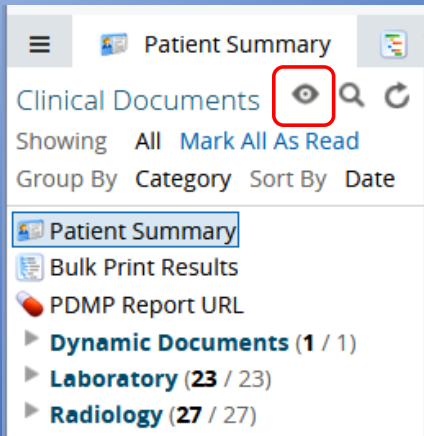 Patient Summary
Clinical Documents
Showing All Mark All As Read
Group By Category Sort By Date
Patient Summary
Bulk Print Results
PDMP Report URL
Dynamic Documents (1 / 1)
Laboratory (23 / 23)
Radiology (27 / 27)